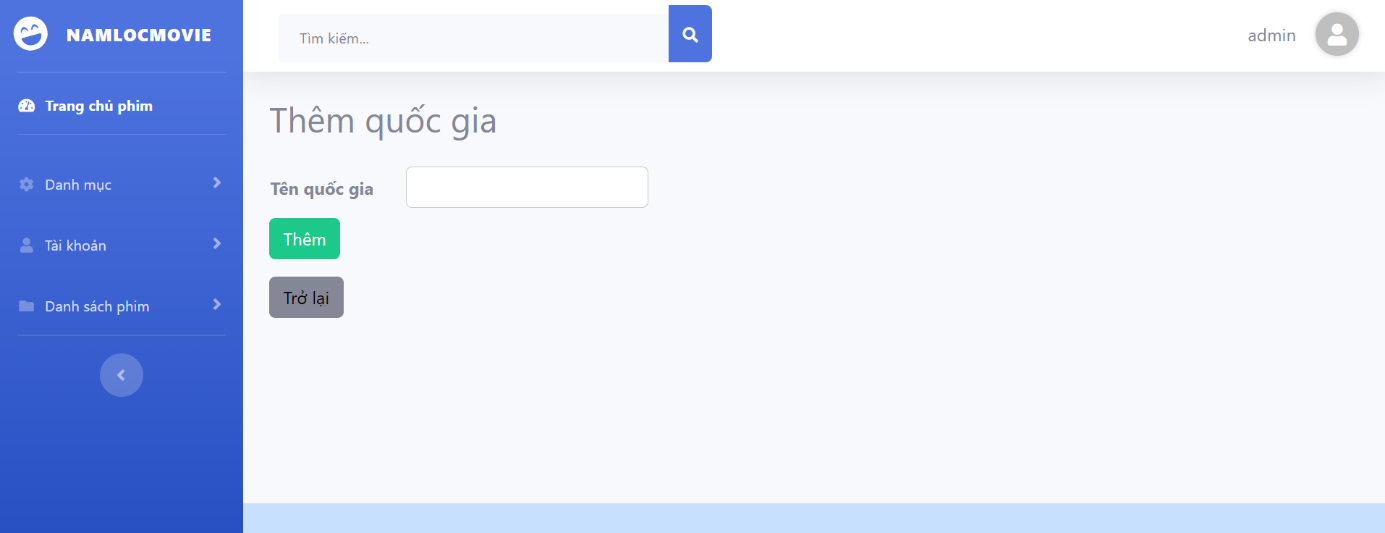 NAMLOCMOVIE
Tìm kiếm...
admin
Trang chủ phim
Danh mục
Tài khoản
Danh sách phim
Thêm quốc gia
Tên quốc gia
Thêm
Trở lại